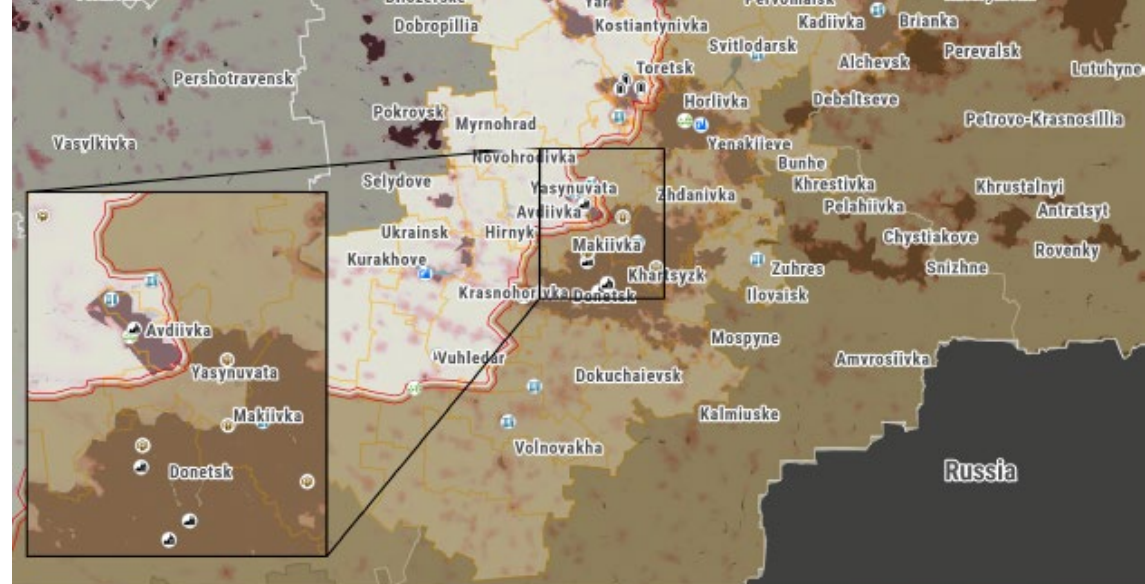 Yar
Kostiantynivka
Kadiivka
Brianka
Dobropillia
Svitlodarsk
Perevalsk
Alchevsk
Toretsk
Lutuhyne
Pershotravensk
Debaltseve
Horlivka
Pokrovsk
Myrnohrad
Petrovo-Krasnosillia
Vasylkivka
Yenakiieve
Novohrodivka
Bunhe
Selydove
Yasynuvata
Zhdanivka
Khrestivka
Khrustalnyi
Avdiivka
Pelahiivka
Antratsyt
Ukrainsk
Hirnyk
Makiivka
Chystiakove
Rovenky
Kurakhove
Khartsyzk
Zuhres
Snizhne
Krasnohorivka
Donetsk
Ilovaisk
Avdiivka
Mospyne
Vuhledar
Amvrosiivka
Yasynuvata
Dokuchaievsk
Makiivka
Kalmiuske
Volnovakha
Donetsk
Russia